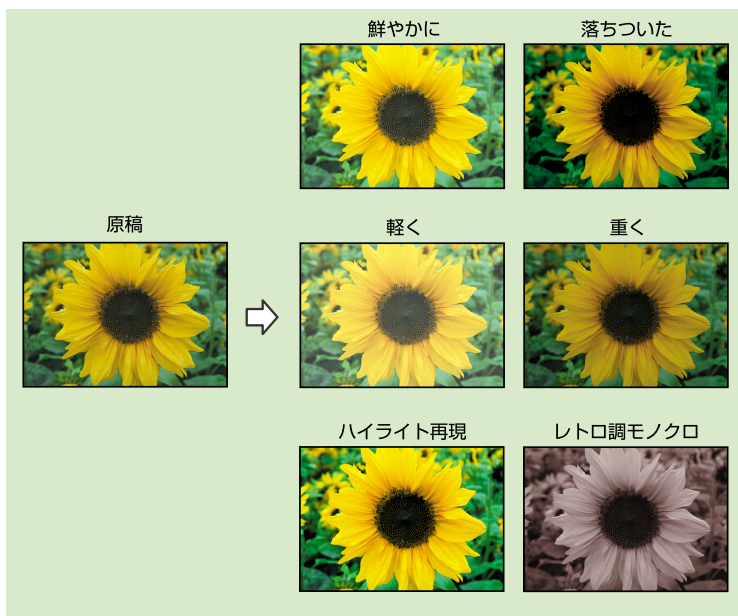 鮮やかに
落ちついた
原稿
軽く
重く
ハイライト再現
レトロ調モノクロ